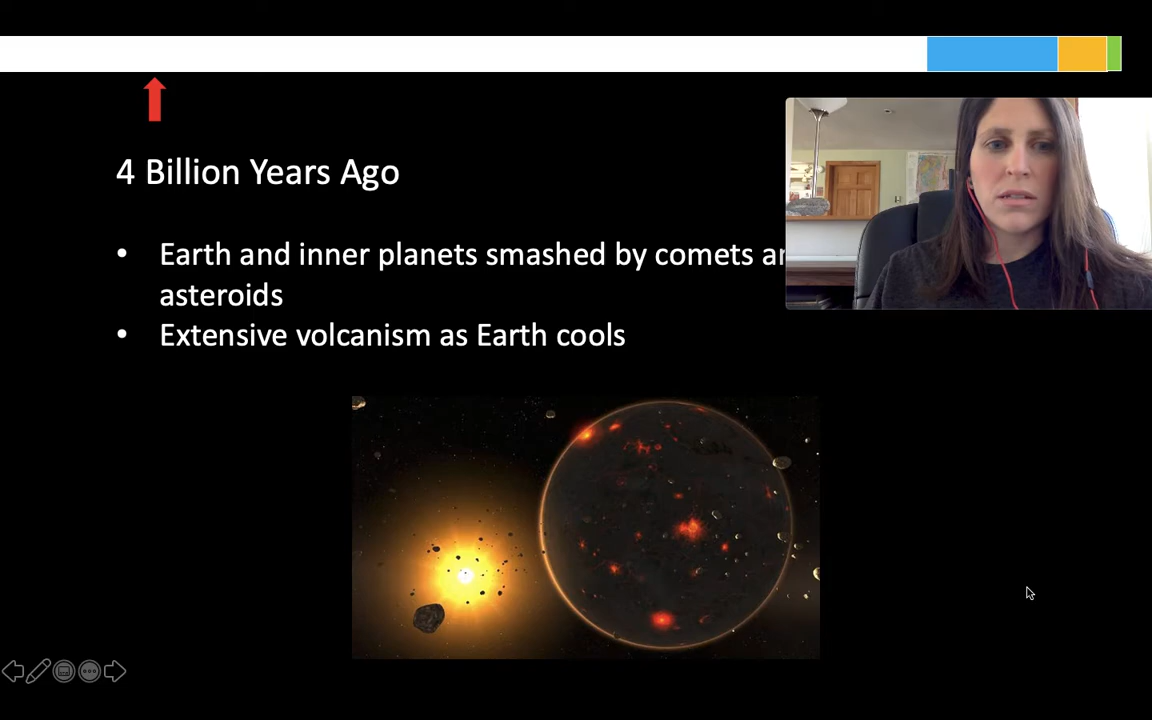 4 Billion Years Ago
• Earth and inner planets smashed by comets
asteroids
• Extensive volcanism as Earth cools